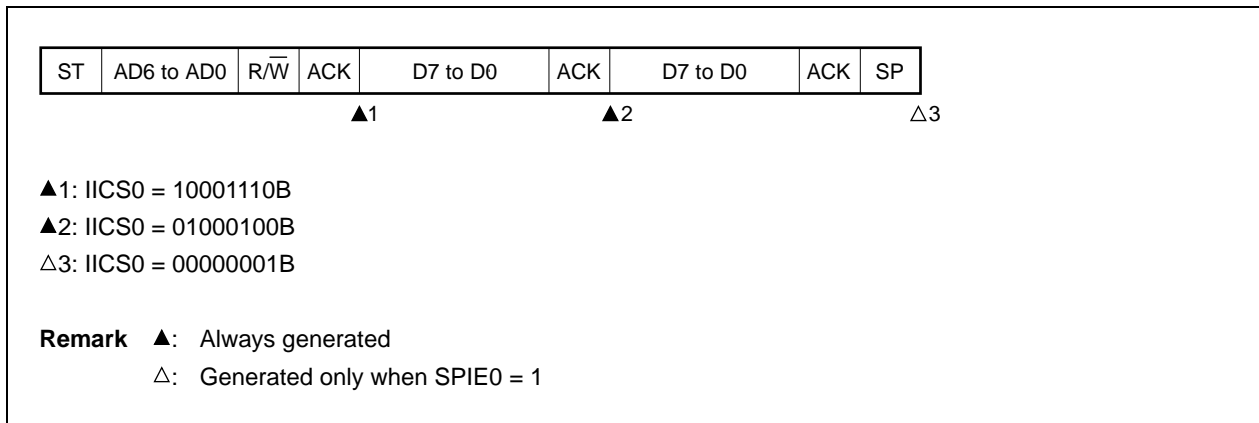 ST AD6 to AD0 R/W̅ ACK D7 to D0 ACK D7 to D0 ACK SP
▲1 ▲2 △3
▲1: IICS0 = 10001110B
▲2: IICS0 = 01000100B
△3: IICS0 = 00000001B
Remark ▲: Always generated
△: Generated only when SPIE0 = 1